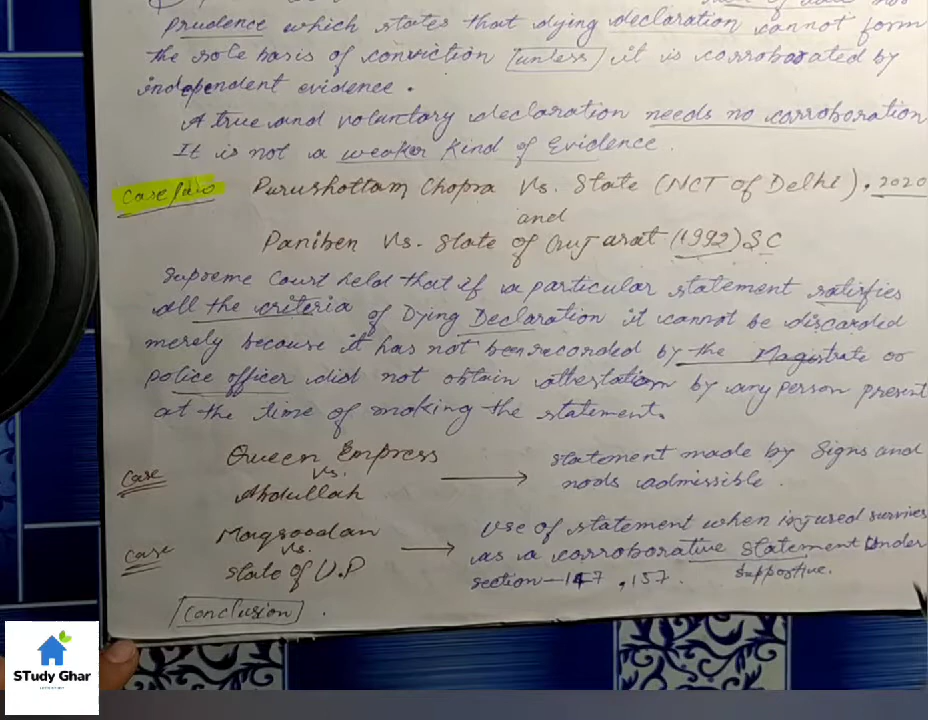 prudence which states that dying declaration cannot form
the sole basis of conviction unless it is corroborated by
independent evidence.
A true and voluntary declaration needs no corroboration
It is not a weaker kind of Evidence.
Case law Purushottam Chopra Vs. State (NCT of Delhi). 2020
and
Paniben Vs. State of Gujarat (1992) SC
Supreme Court held that if a particular statement satisfies
all the criteria of Dying Declaration it cannot be discarded
merely because it has not been recorded by the Magistrate or
police officer did not obtain attestation by any person present
at the time of making the statement.
Case Queen Empress
Vs.
Abdullah
statement made by Signs and
nods admissible.
Case Maqsoodan
Vs.
State of U.P
Use of statement when injured survives
as a corroborative statement Under
section-147, 157. supportive.
Conclusion.
STudy Ghar